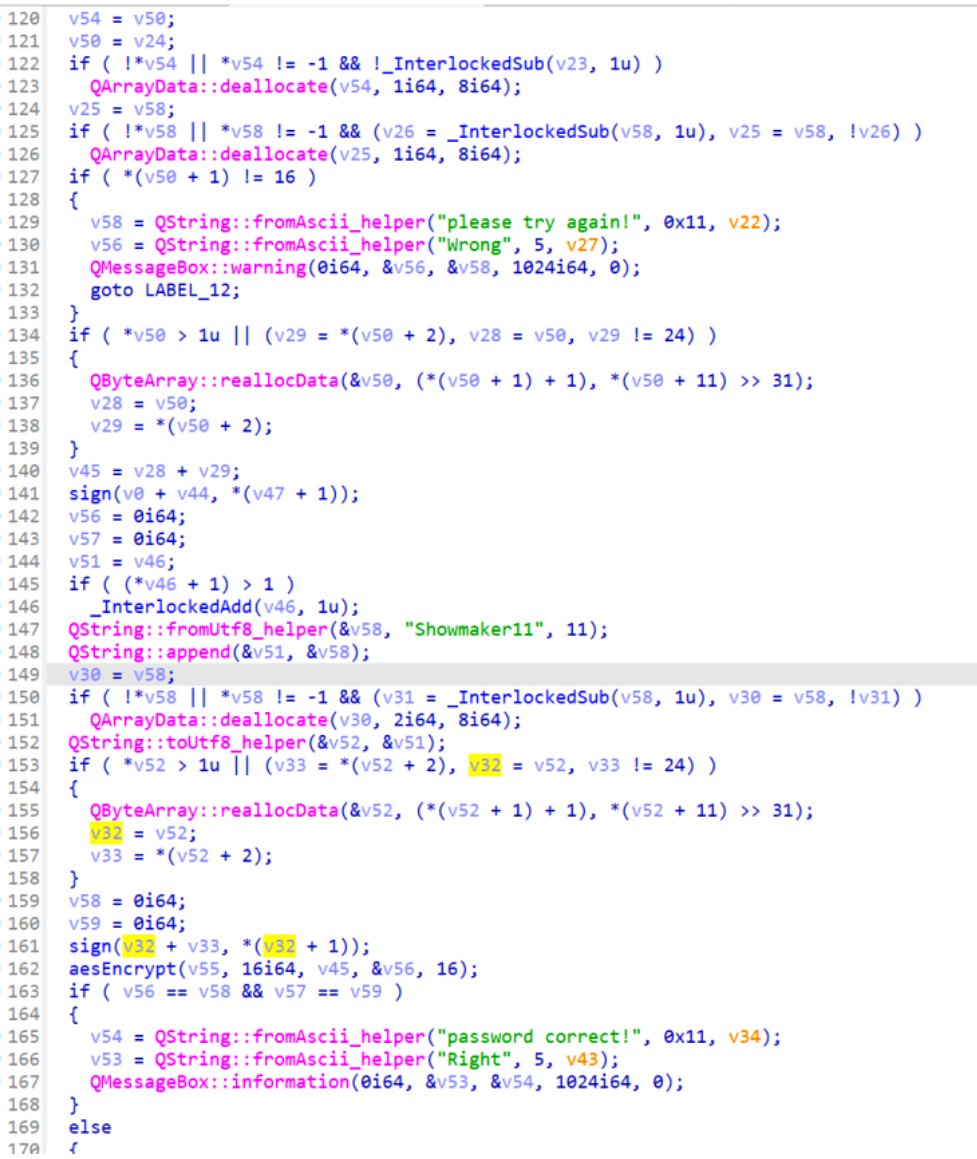 120 v54 = v50;
121 v50 = v24;
122 if ( !*v54 || *v54 != -1 && !_InterlockedSub(v23, 1u) )
123 QArrayData::deallocate(v54, 1i64, 8i64);
124 v25 = v58;
125 if ( !*v58 || *v58 != -1 && (v26 = _InterlockedSub(v58, 1u), v25 = v58, !v26) )
126 QArrayData::deallocate(v25, 1i64, 8i64);
127 if ( *(v50 + 1) != 16 )
128 {
129 v58 = QString::fromAscii_helper("please try again!", 0x11, v22);
130 v56 = QString::fromAscii_helper("Wrong", 5, v27);
131 QMessageBox::warning(0i64, &v56, &v58, 1024i64, 0);
132 goto LABEL_12;
133 }
134 if ( *v50 > 1u || (v29 = *(v50 + 2), v28 = v50, v29 != 24) )
135 {
136 QByteArray::reallocData(&v50, (*(v50 + 1) + 1), *(v50 + 11) >> 31);
137 v28 = v50;
138 v29 = *(v50 + 2);
139 }
140 v45 = v28 + v29;
141 sign(v0 + v44, *(v47 + 1));
142 v56 = 0i64;
143 v57 = 0i64;
144 v51 = v46;
145 if ( (*v46 + 1) > 1 )
146 _InterlockedAdd(v46, 1u);
147 QString::fromUtf8_helper(&v58, "Showmaker11", 11);
148 QString::append(&v51, &v58);
149 v30 = v58;
150 if ( !*v58 || *v58 != -1 && (v31 = _InterlockedSub(v58, 1u), v30 = v58, !v31) )
151 QArrayData::deallocate(v30, 2i64, 8i64);
152 QString::toUtf8_helper(&v52, &v51);
153 if ( *v52 > 1u || (v33 = *(v52 + 2), v32 = v52, v33 != 24) )
154 {
155 QByteArray::reallocData(&v52, (*(v52 + 1) + 1), *(v52 + 11) >> 31);
156 v32 = v52;
157 v33 = *(v52 + 2);
158 }
159 v58 = 0i64;
160 v59 = 0i64;
161 sign(v32 + v33, *(v32 + 1));
162 aesEncrypt(v55, 16i64, v45, &v56, 16);
163 if ( v56 == v58 && v57 == v59 )
164 {
165 v54 = QString::fromAscii_helper("password correct!", 0x11, v34);
166 v53 = QString::fromAscii_helper("Right", 5, v43);
167 QMessageBox::information(0i64, &v53, &v54, 1024i64, 0);
168 }
169 else
170 {